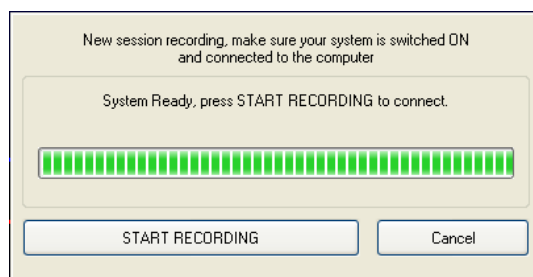 New session recording, make sure your system is switched ON
and connected to the computer
System Ready, press START RECORDING to connect.
START RECORDING
Cancel